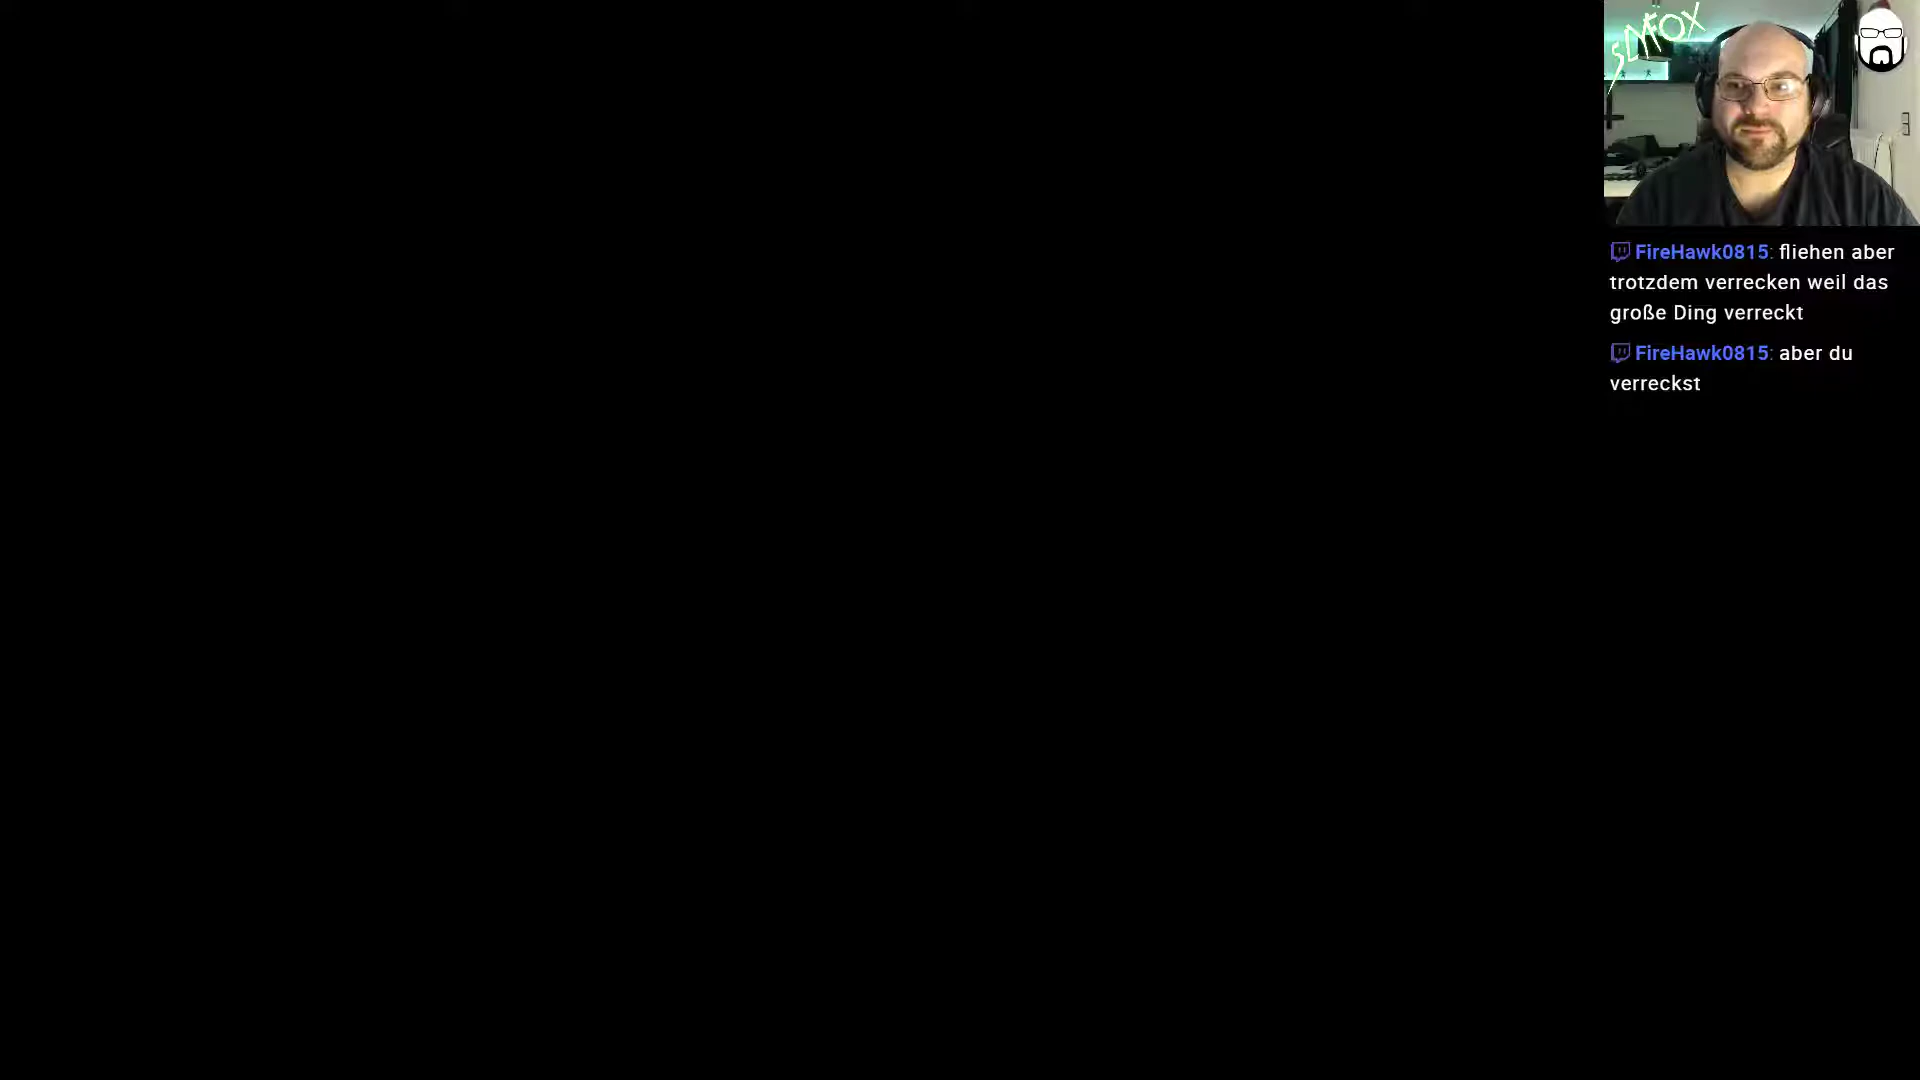 FireHawk0815: fliehen aber
trotzdem verrecken weil das
große Ding verreckt
FireHawk0815: aber du
verreckst